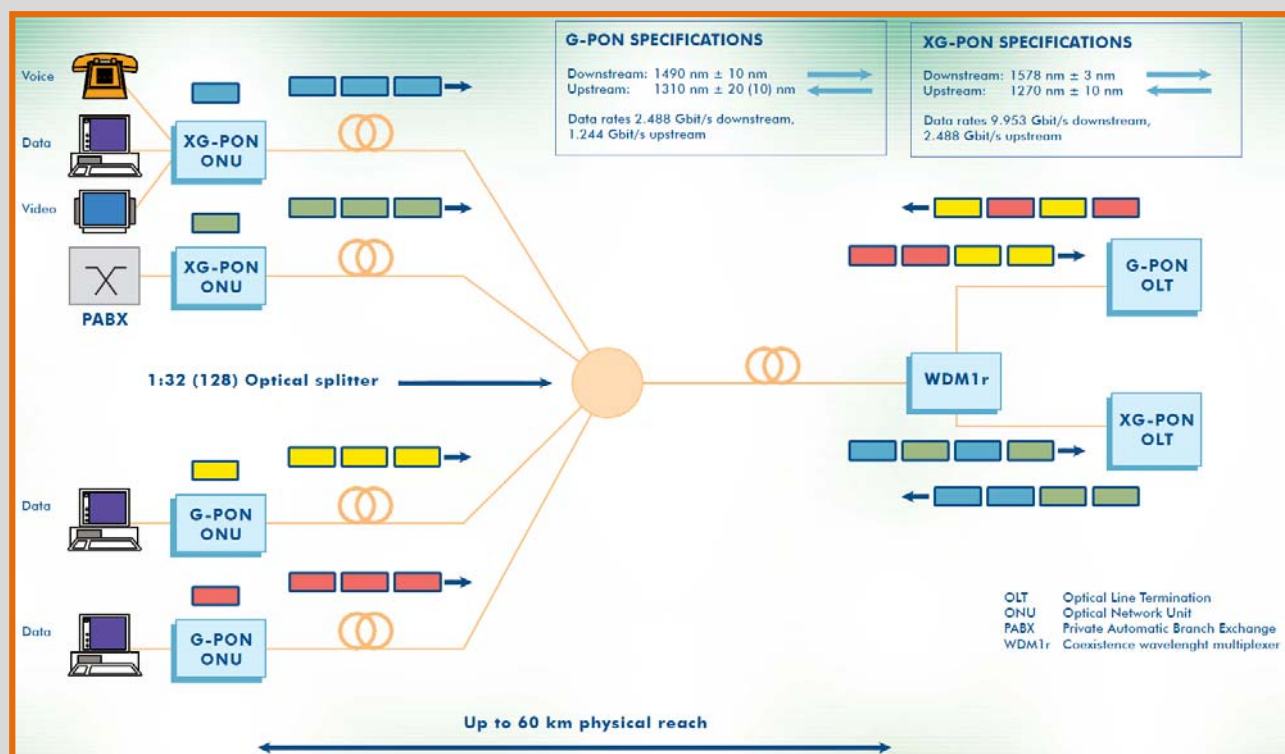 G-PON SPECIFICATIONS
Downstream: 1490 nm ± 10 nm
Upstream: 1310 nm ± 20 (10) nm
Data rates 2.488 Gbit/s downstream,
1.244 Gbit/s upstream
XG-PON SPECIFICATIONS
Downstream: 1578 nm ± 3 nm
Upstream: 1270 nm ± 10 nm
Data rates 9.953 Gbit/s downstream,
2.488 Gbit/s upstream
Voice
Data
Video
XG-PON
ONU
XG-PON
ONU
PABX
G-PON
OLT
1:32 (128) Optical splitter
WDM1r
XG-PON
OLT
Data
G-PON
ONU
Data
G-PON
ONU
OLT Optical Line Termination
ONU Optical Network Unit
PABX Private Automatic Branch Exchange
WDM1r Coexistence wavelenght multiplexer
Up to 60 km physical reach